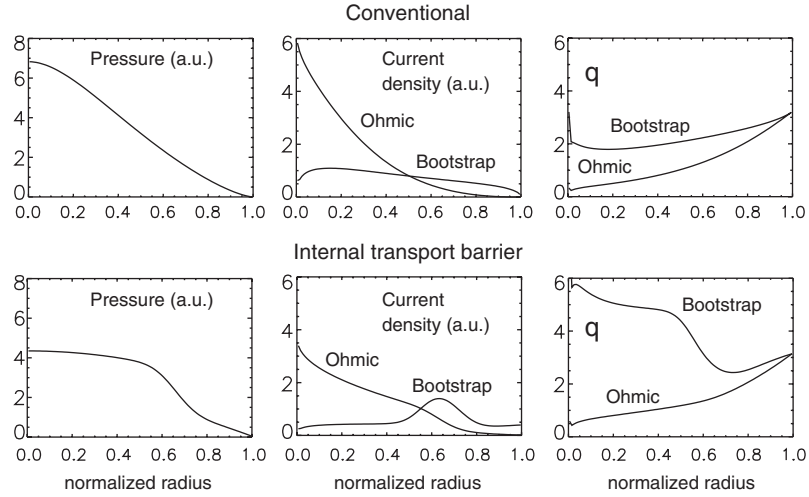 Conventional
Pressure (a.u.)
8
6
4
2
0
0.0 0.2 0.4 0.6 0.8 1.0
Current
density (a.u.)
Ohmic
Bootstrap
6
4
2
0
0.0 0.2 0.4 0.6 0.8 1.0
q
Bootstrap
Ohmic
6
4
2
0
0.0 0.2 0.4 0.6 0.8 1.0
Internal transport barrier
Pressure (a.u.)
8
6
4
2
0
0.0 0.2 0.4 0.6 0.8 1.0
normalized radius
Current
density (a.u.)
Ohmic
Bootstrap
6
4
2
0
0.0 0.2 0.4 0.6 0.8 1.0
normalized radius
Bootstrap
q
Ohmic
6
4
2
0
0.0 0.2 0.4 0.6 0.8 1.0
normalized radius